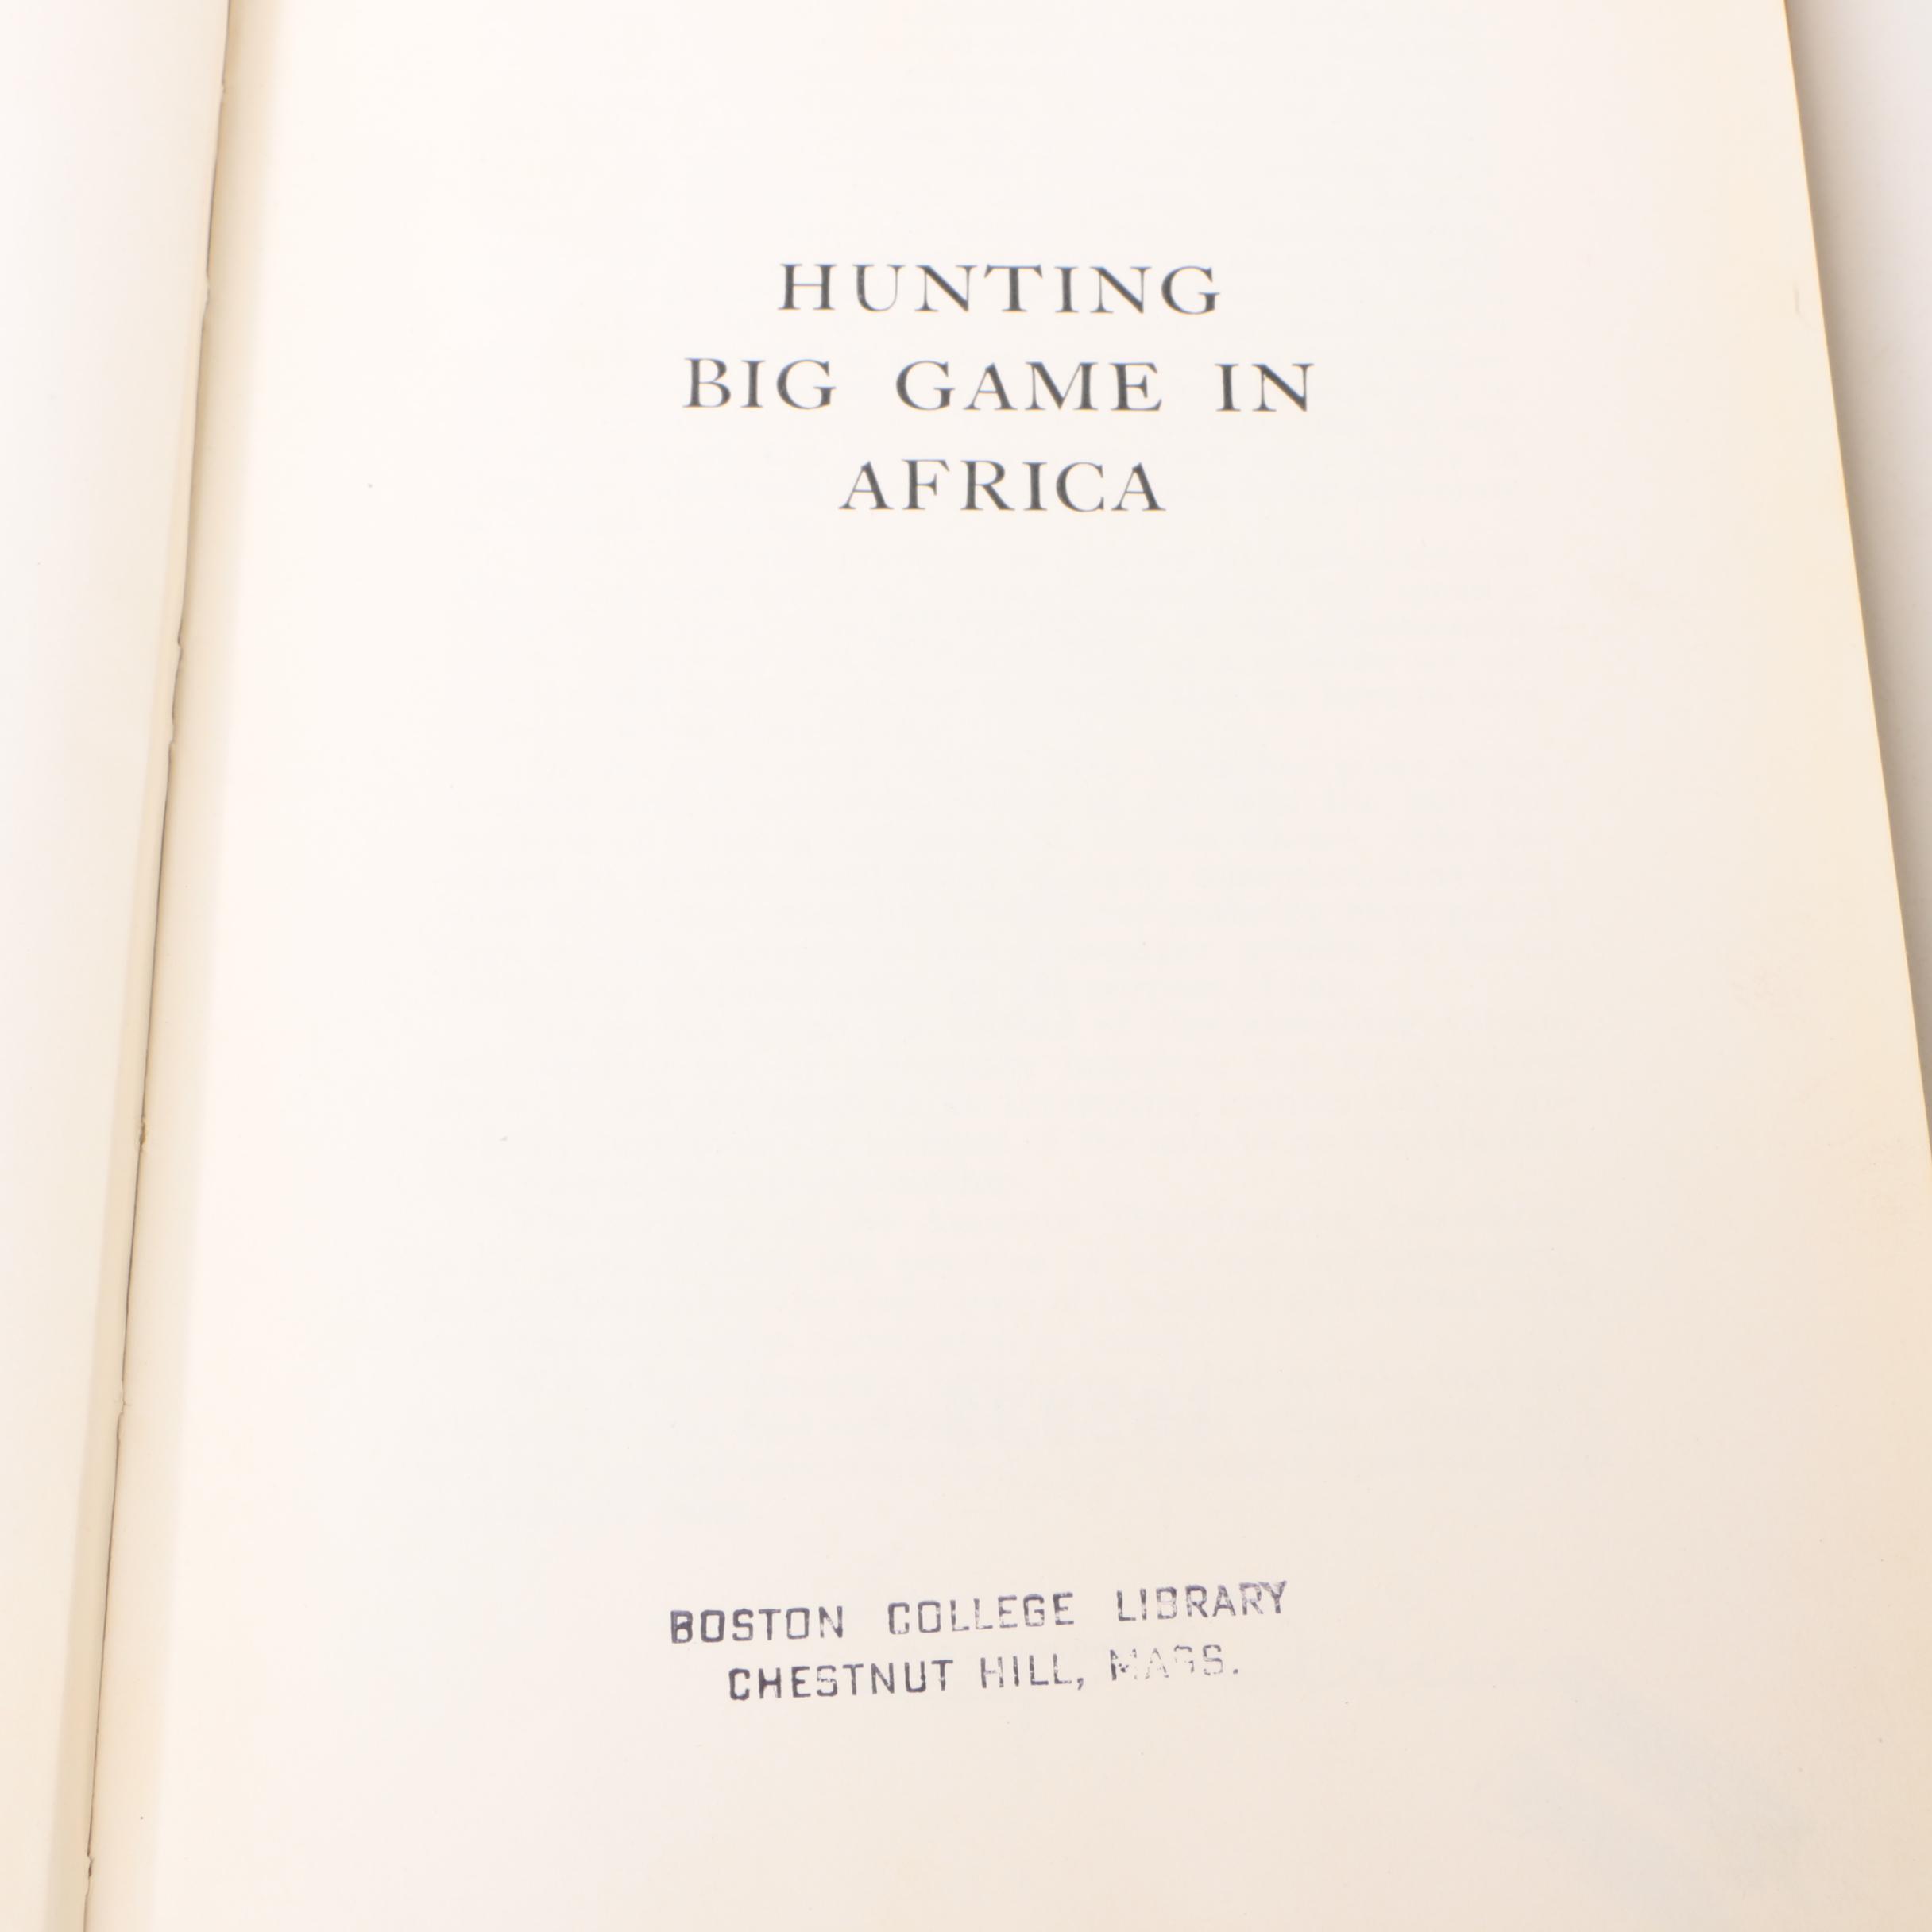 HUNTING
BIG GAME IN
AFRICA
BOSTON COLLEGE LIBRARY
CHESTNUT HILL, MASS.